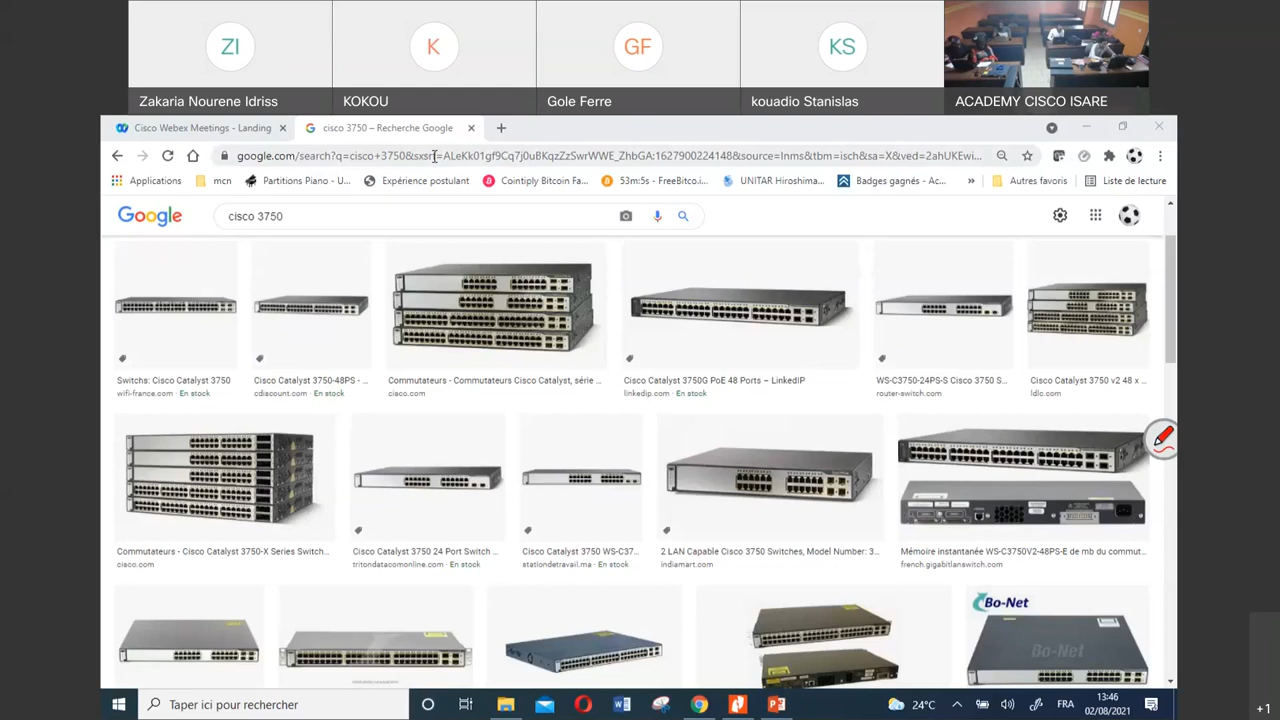 ZI
K
GF
KS
Zakaria Nourene Idriss
KOKOU
Gole Ferre
kouadio Stanislas
ACADEMY CISCO ISARE
Cisco Webex Meetings - Landing
cisco 3750 – Recherche Google
google.com/search?q=cisco+3750&sxsrf=ALeKk01gf9Cq7j0uBKqzZzSwrWWE_ZhbGA:1627900224148&source=lnms&tbm=isch&sa=X&ved=2ahUKEwi...
Applications
mcn
Partitions Piano - U...
Expérience postulant
Cointiply Bitcoin Fa...
53m:5s - FreeBitco.i...
UNITAR Hiroshima...
Badges gagnés - Ac...
»
Autres favoris
Liste de lecture
Google
cisco 3750
Switchs: Cisco Catalyst 3750
wifi-france.com · En stock
Cisco Catalyst 3750-48PS - ...
cdiscount.com · En stock
Commutateurs - Commutateurs Cisco Catalyst, série ...
cisco.com
Cisco Catalyst 3750G PoE 48 Ports – LinkedIP
linkedip.com · En stock
WS-C3750-24PS-S Cisco 3750 S...
router-switch.com
Cisco Catalyst 3750 v2 48 x ...
ldlc.com
Commutateurs - Cisco Catalyst 3750-X Series Switch...
cisco.com
Cisco Catalyst 3750 24 Port Switch ...
tritondatacomonline.com · En stock
Cisco Catalyst 3750 WS-C37...
stationdetravail.ma · En stock
2 LAN Capable Cisco 3750 Switches, Model Number: 3...
indiamart.com
Mémoire instantanée WS-C3750V2-48PS-E de mb du commut...
french.gigabitlanswitch.com
Bo-Net
Bo-Net
Taper ici pour rechercher
24°C
FRA
13:46
02/08/2021
+1